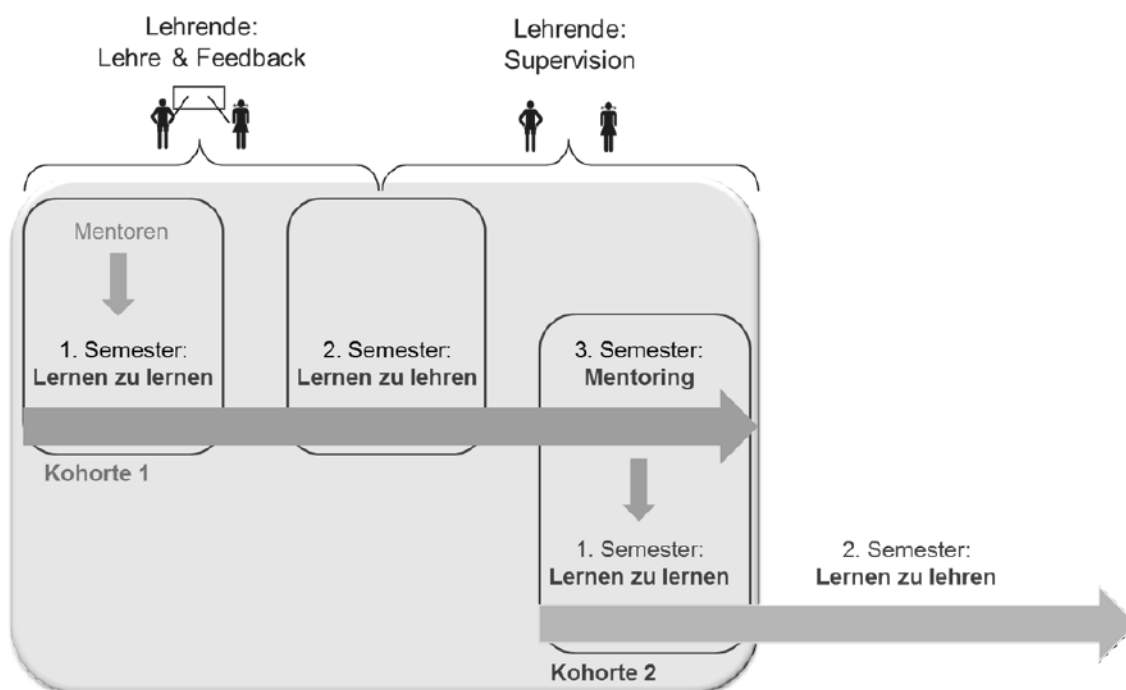 Lehrende:
Lehre & Feedback
Lehrende:
Supervision
Mentoren
1. Semester:
Lernen zu lernen
2. Semester:
Lernen zu lehren
3. Semester:
Mentoring
Kohorte 1
1. Semester:
Lernen zu lernen
2. Semester:
Lernen zu lehren
Kohorte 2